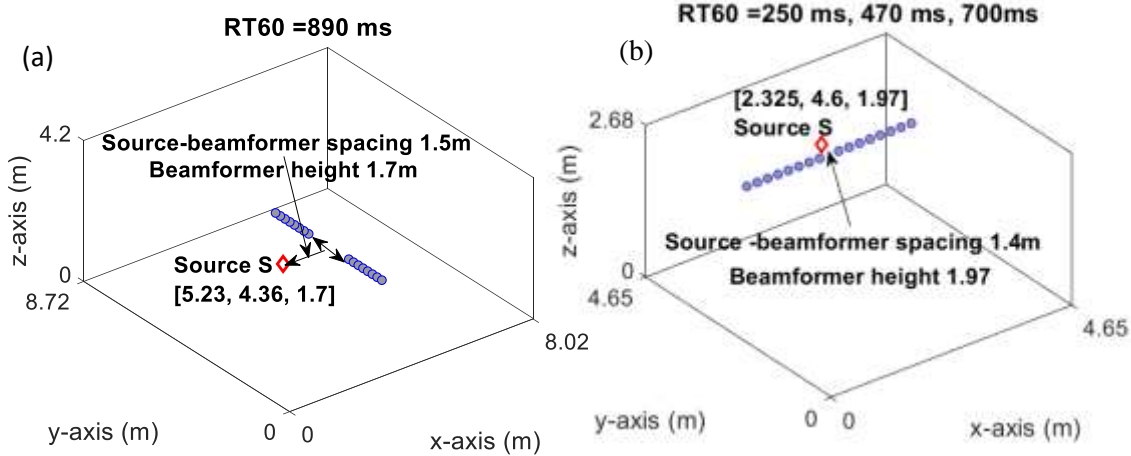 (a)
RT60 =890 ms
4.2
z-axis (m)
Source-beamformer spacing 1.5m
Beamformer height 1.7m
Source S
[5.23, 4.36, 1.7]
0
8.72
8.02
y-axis (m)
0 0
x-axis (m)
(b)
RT60 =250 ms, 470 ms, 700ms
2.68
z-axis (m)
[2.325, 4.6, 1.97]
Source S
Source -beamformer spacing 1.4m
Beamformer height 1.97
0
4.65
4.65
y-axis (m)
0 0
x-axis (m)